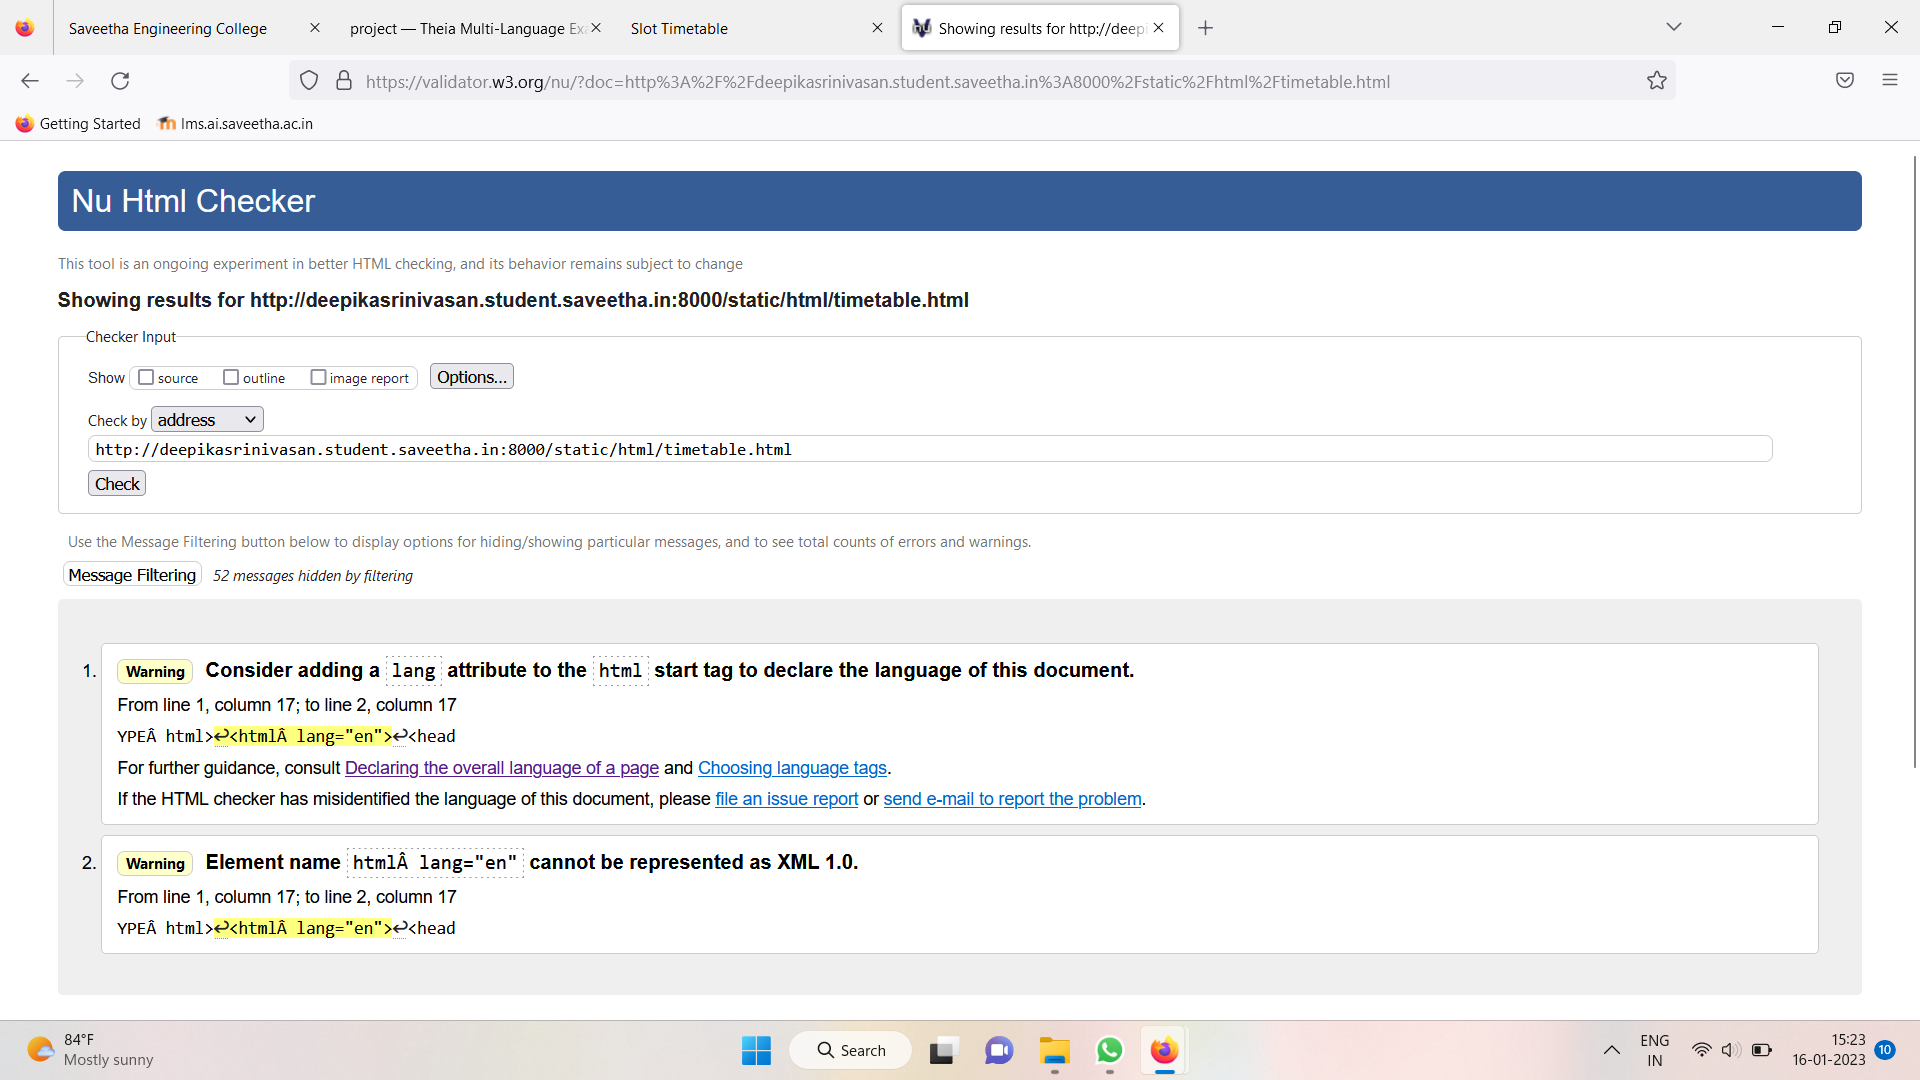 Saveetha Engineering College
project — Theia Multi-Language Ex
Slot Timetable
Showing results for http://deepi
https://validator.w3.org/nu/?doc=http%3A%2F%2Fdeepikasrinivasan.student.saveetha.in%3A8000%2Fstatic%2Fhtml%2Ftimetable.html
Getting Started
lms.ai.saveetha.ac.in
Nu Html Checker
This tool is an ongoing experiment in better HTML checking, and its behavior remains subject to change
Showing results for http://deepikasrinivasan.student.saveetha.in:8000/static/html/timetable.html
Checker Input
Show source outline image report Options...
Check by address
http://deepikasrinivasan.student.saveetha.in:8000/static/html/timetable.html
Check
Use the Message Filtering button below to display options for hiding/showing particular messages, and to see total counts of errors and warnings.
Message Filtering 52 messages hidden by filtering
1. Warning Consider adding a lang attribute to the html start tag to declare the language of this document.
From line 1, column 17; to line 2, column 17
YPEÂ html>↩<htmlÂ lang="en">↩<head
For further guidance, consult Declaring the overall language of a page and Choosing language tags.
If the HTML checker has misidentified the language of this document, please file an issue report or send e-mail to report the problem.
2. Warning Element name htmlÂ lang="en" cannot be represented as XML 1.0.
From line 1, column 17; to line 2, column 17
YPEÂ html>↩<htmlÂ lang="en">↩<head
84°F
Mostly sunny
Search
ENG
IN
15:23
16-01-2023
10